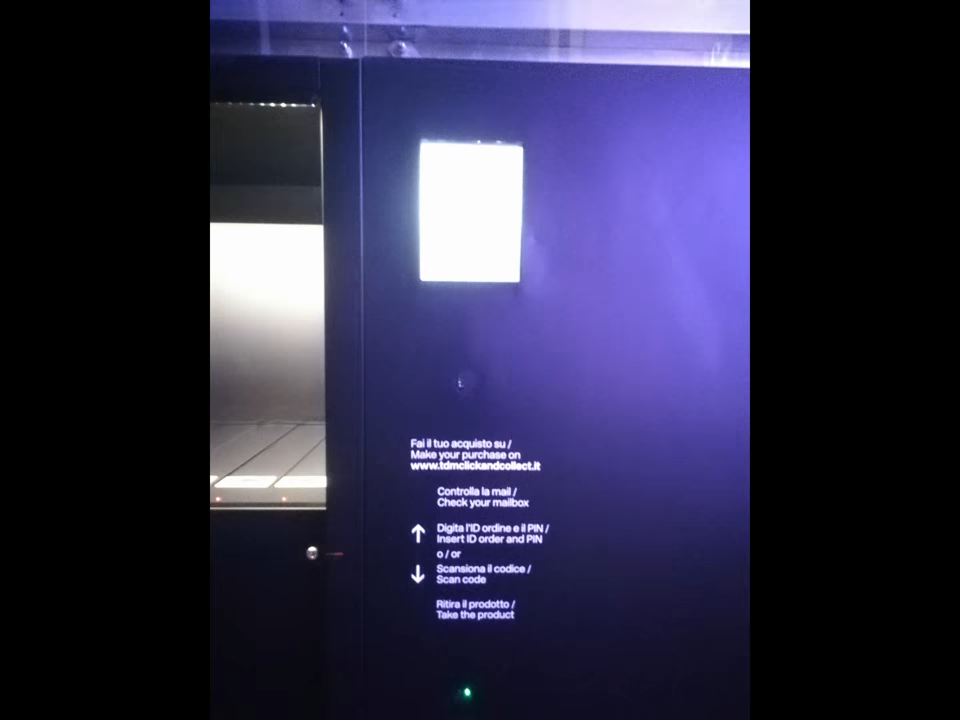 Fai il tuo acquisto su /
Make your purchase on
www.tdmclickandcollect.it
Controlla la mail /
Check your mailbox
Digita l'ID ordine e il PIN /
Insert ID order and PIN
o / or
Scansiona il codice /
Scan code
Ritira il prodotto /
Take the product